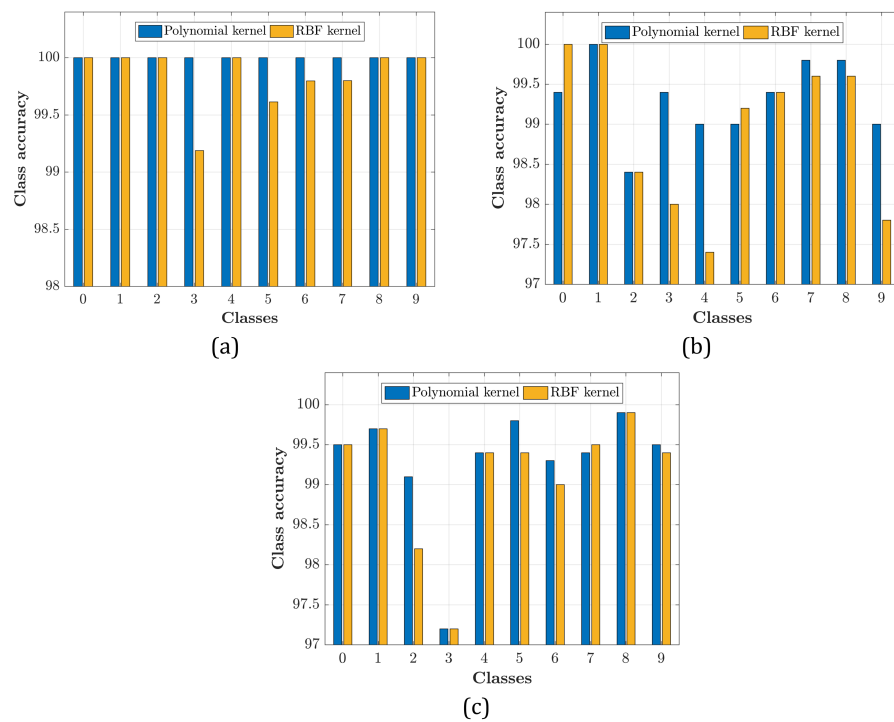 Polynomial kernel RBF kernel
Class accuracy
100
99.5
99
98.5
98
0 1 2 3 4 5 6 7 8 9
Classes
(a)
Polynomial kernel RBF kernel
Class accuracy
100
99.5
99
98.5
98
97.5
97
0 1 2 3 4 5 6 7 8 9
Classes
(b)
Polynomial kernel RBF kernel
Class accuracy
100
99.5
99
98.5
98
97.5
97
0 1 2 3 4 5 6 7 8 9
Classes
(c)